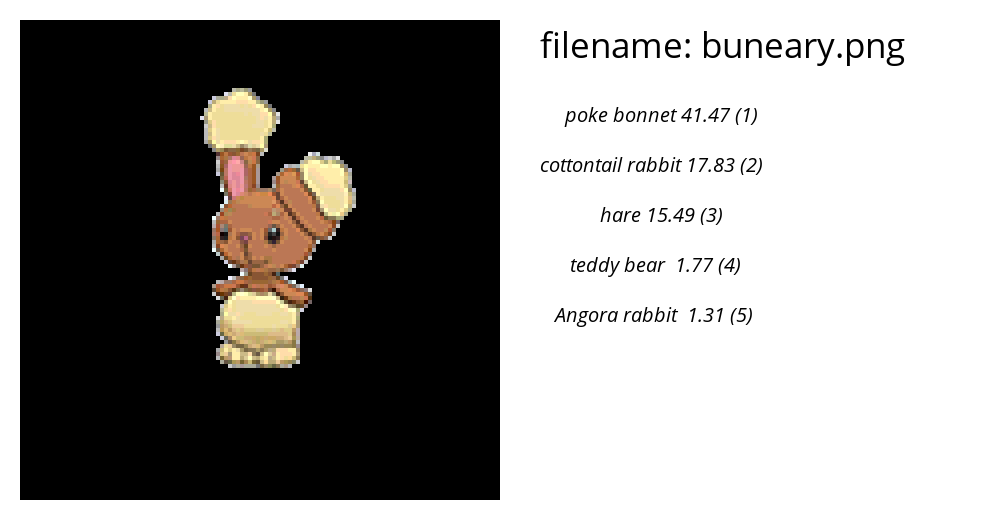 filename: buneary.png
poke bonnet 41.47 (1)
cottontail rabbit 17.83 (2)
hare 15.49 (3)
teddy bear 1.77 (4)
Angora rabbit 1.31 (5)